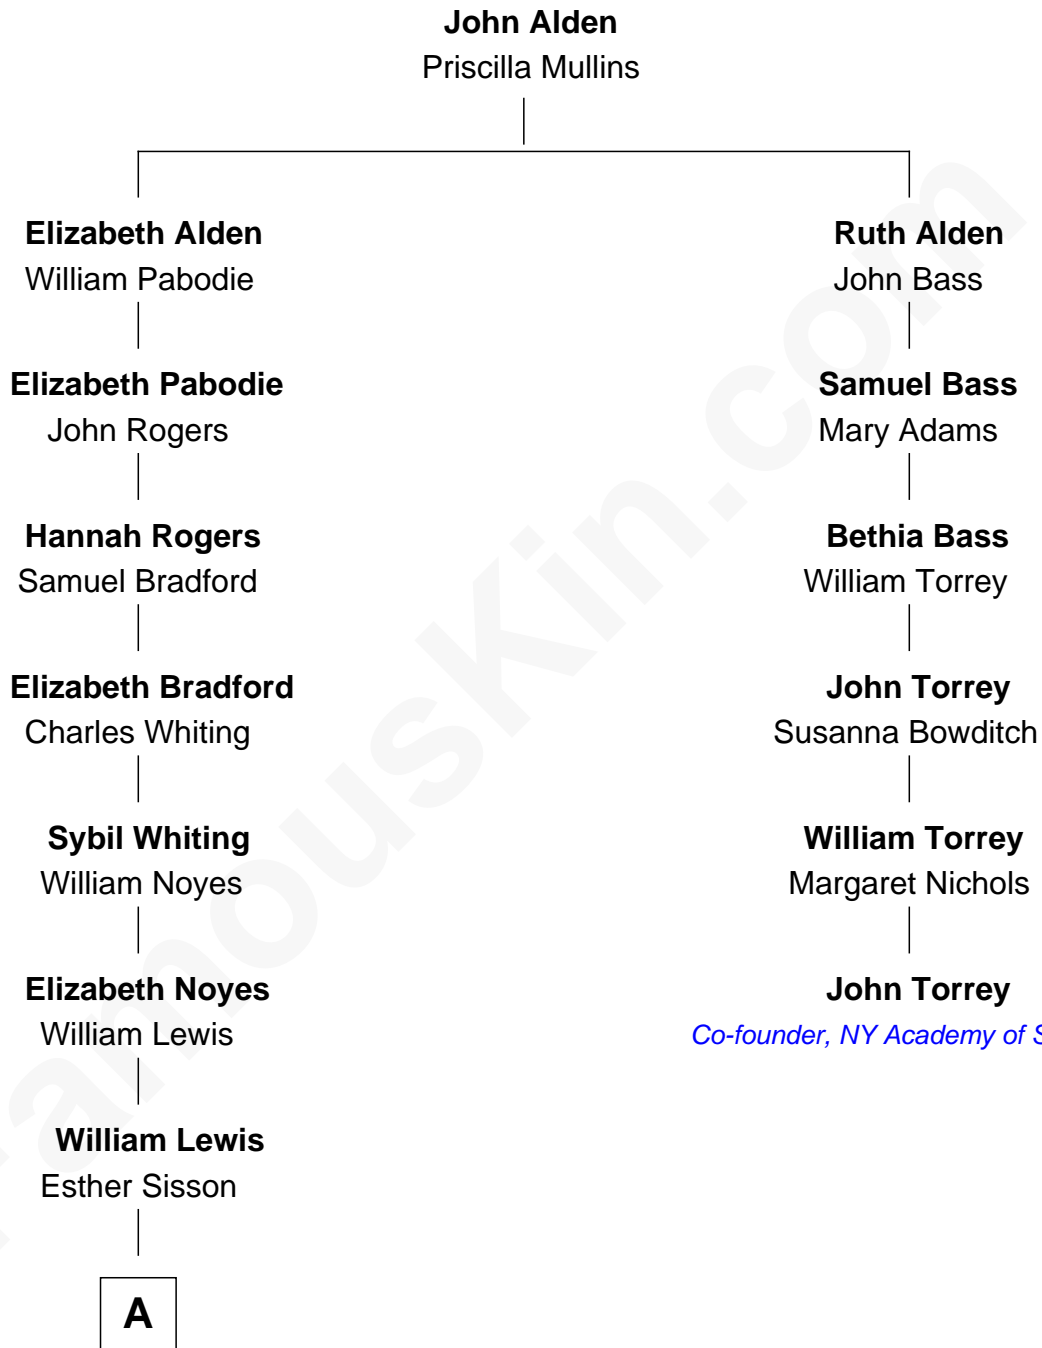 John Alden
Priscilla Mullins
Elizabeth Alden
William Pabodie
Ruth Alden
John Bass
Elizabeth Pabodie
John Rogers
Samuel Bass
Mary Adams
Hannah Rogers
Samuel Bradford
Bethia Bass
William Torrey
Elizabeth Bradford
Charles Whiting
John Torrey
Susanna Bowditch
Sybil Whiting
William Noyes
William Torrey
Margaret Nichols
Elizabeth Noyes
William Lewis
John Torrey
Co-founder, NY Academy of S
William Lewis
Esther Sisson
A
FamousKin.com